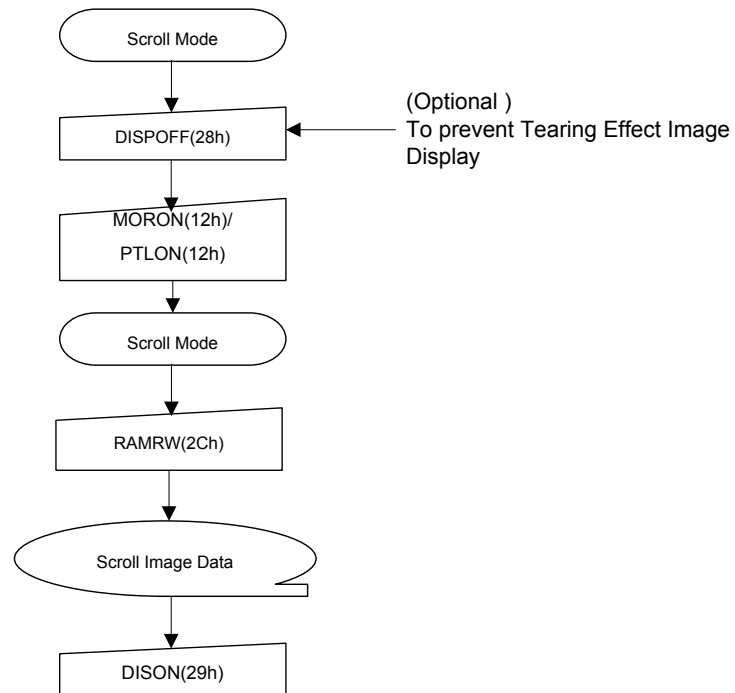 Scroll Mode
DISPOFF(28h)
(Optional )
To prevent Tearing Effect Image
Display
MORON(12h)/
PTLON(12h)
Scroll Mode
RAMRW(2Ch)
Scroll Image Data
DISON(29h)